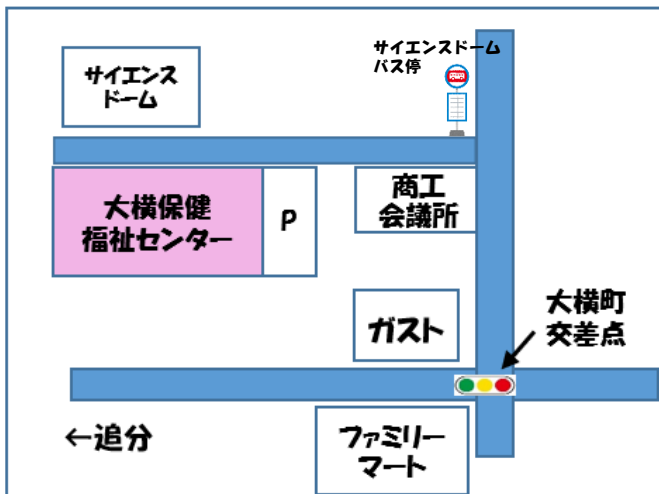 サイエンスドーム
バス停
サイエンス
ドーム
大横保健
福祉センター
P
商工
会議所
ガスト
大横町
交差点
←追分
ファミリー
マート